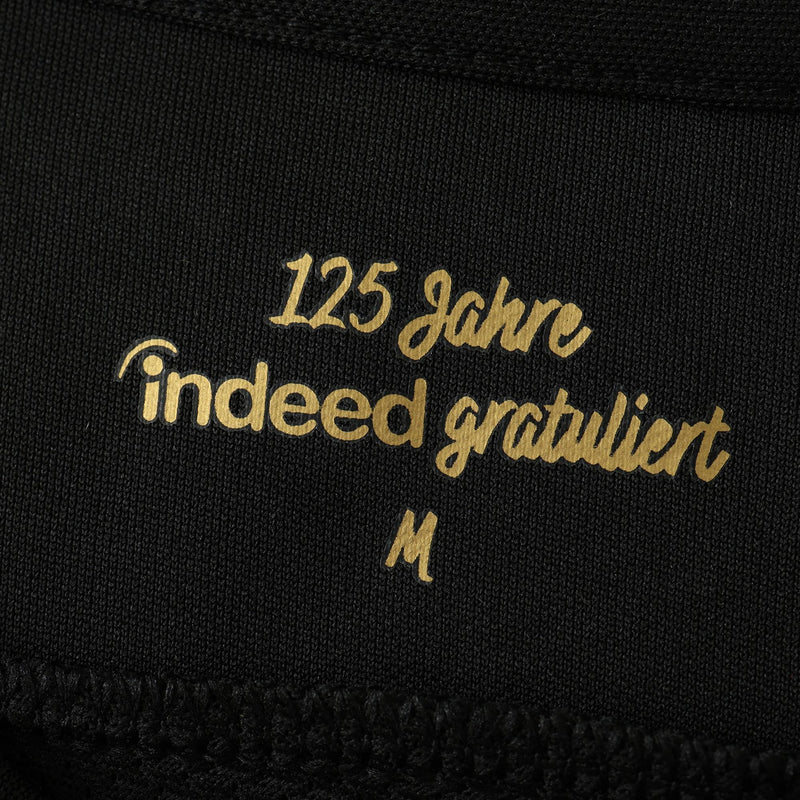 125 Jahre
indeed gratuliert
M